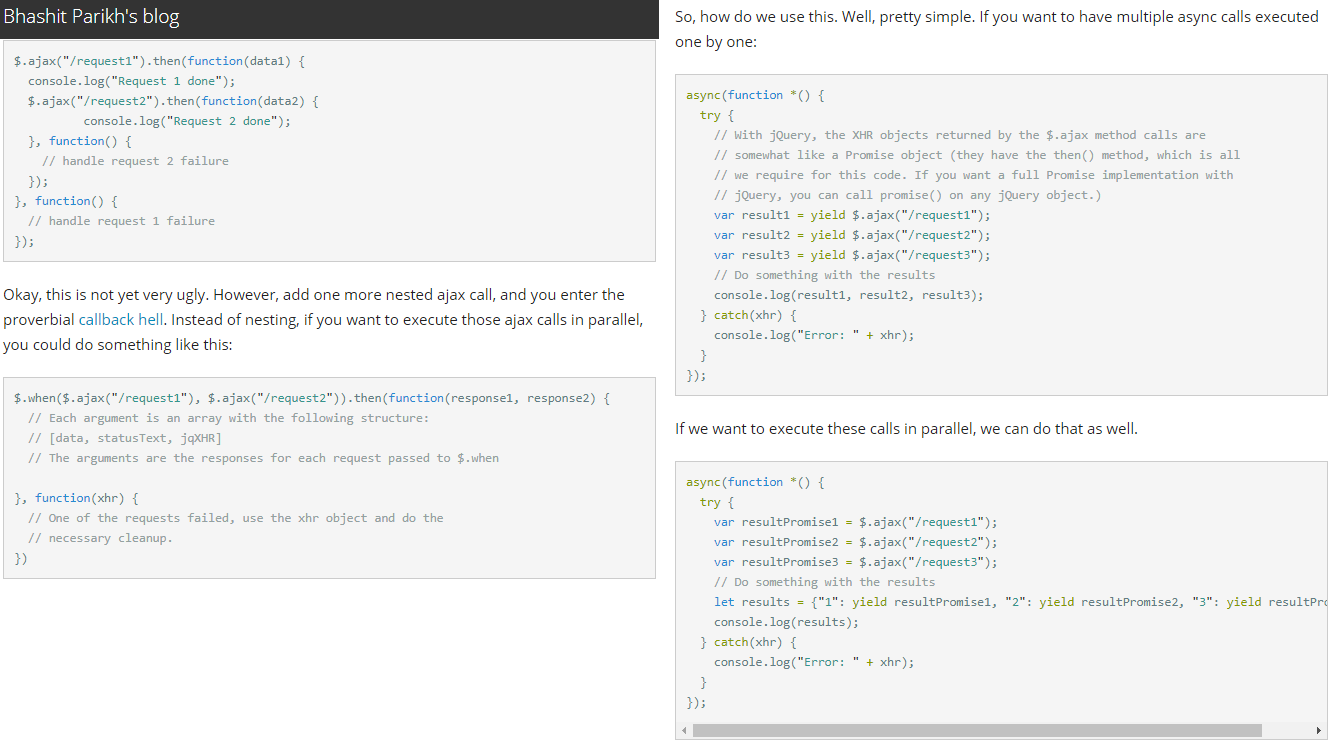 Bhashit Parikh's blog
$.ajax("/request1").then(function(data1) {
  console.log("Request 1 done");
  $.ajax("/request2").then(function(data2) {
          console.log("Request 2 done");
  }, function() {
    // handle request 2 failure
  });
}, function() {
  // handle request 1 failure
});
Okay, this is not yet very ugly. However, add one more nested ajax call, and you enter the
proverbial callback hell. Instead of nesting, if you want to execute those ajax calls in parallel,
you could do something like this:
$.when($.ajax("/request1"), $.ajax("/request2")).then(function(response1, response2) {
  // Each argument is an array with the following structure:
  // [data, statusText, jqXHR]
  // The arguments are the responses for each request passed to $.when
}, function(xhr) {
  // One of the requests failed, use the xhr object and do the
  // necessary cleanup.
})
So, how do we use this. Well, pretty simple. If you want to have multiple async calls executed
one by one:
async(function *() {
  try {
    // With jQuery, the XHR objects returned by the $.ajax method calls are
    // somewhat like a Promise object (they have the then() method, which is all
    // we require for this code. If you want a full Promise implementation with
    // jQuery, you can call promise() on any jQuery object.)
    var result1 = yield $.ajax("/request1");
    var result2 = yield $.ajax("/request2");
    var result3 = yield $.ajax("/request3");
    // Do something with the results
    console.log(result1, result2, result3);
  } catch(xhr) {
    console.log("Error: " + xhr);
  }
});
If we want to execute these calls in parallel, we can do that as well.
async(function *() {
  try {
    var resultPromise1 = $.ajax("/request1");
    var resultPromise2 = $.ajax("/request2");
    var resultPromise3 = $.ajax("/request3");
    // Do something with the results
    let results = {"1": yield resultPromise1, "2": yield resultPromise2, "3": yield resultPr
    console.log(results);
  } catch(xhr) {
    console.log("Error: " + xhr);
  }
});